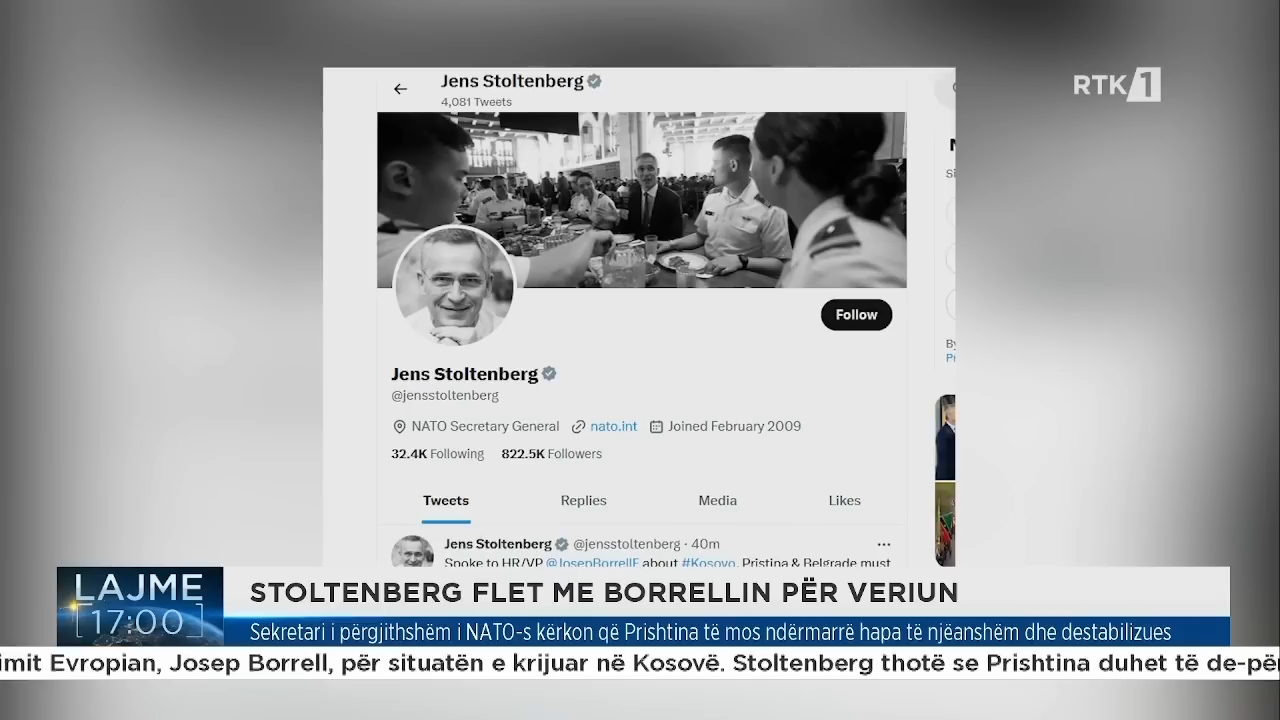 Jens Stoltenberg
4,081 Tweets
RTK 1
Follow
Jens Stoltenberg
@jensstoltenberg
NATO Secretary General nato.int Joined February 2009
32.4K Following 822.5K Followers
Tweets Replies Media Likes
Jens Stoltenberg @jensstoltenberg · 40m
Spoke to HR/VP @JosepBorrellF about #Kosovo. Pristina & Belgrade must
LAJME
17:00
STOLTENBERG FLET ME BORRELLIN PËR VERIUN
Sekretari i përgjithshëm i NATO-s kërkon që Prishtina të mos ndërmarrë hapa të njëanshëm dhe destabilizues
imit Evropian, Josep Borrell, për situatën e krijuar në Kosovë. Stoltenberg thotë se Prishtina duhet të de-për